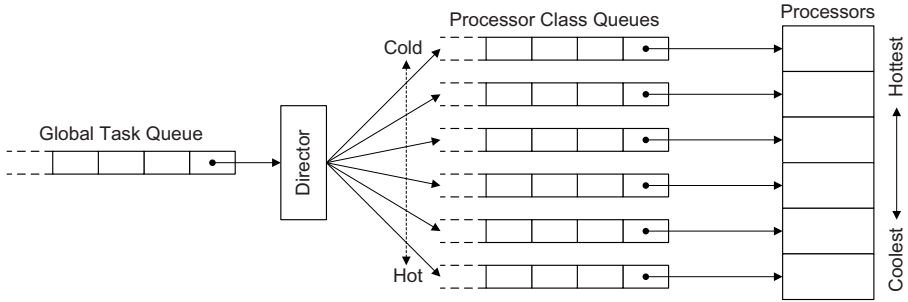 Processor Class Queues
Processors
Cold
Hottest
Global Task Queue
Director
Hot
Coolest